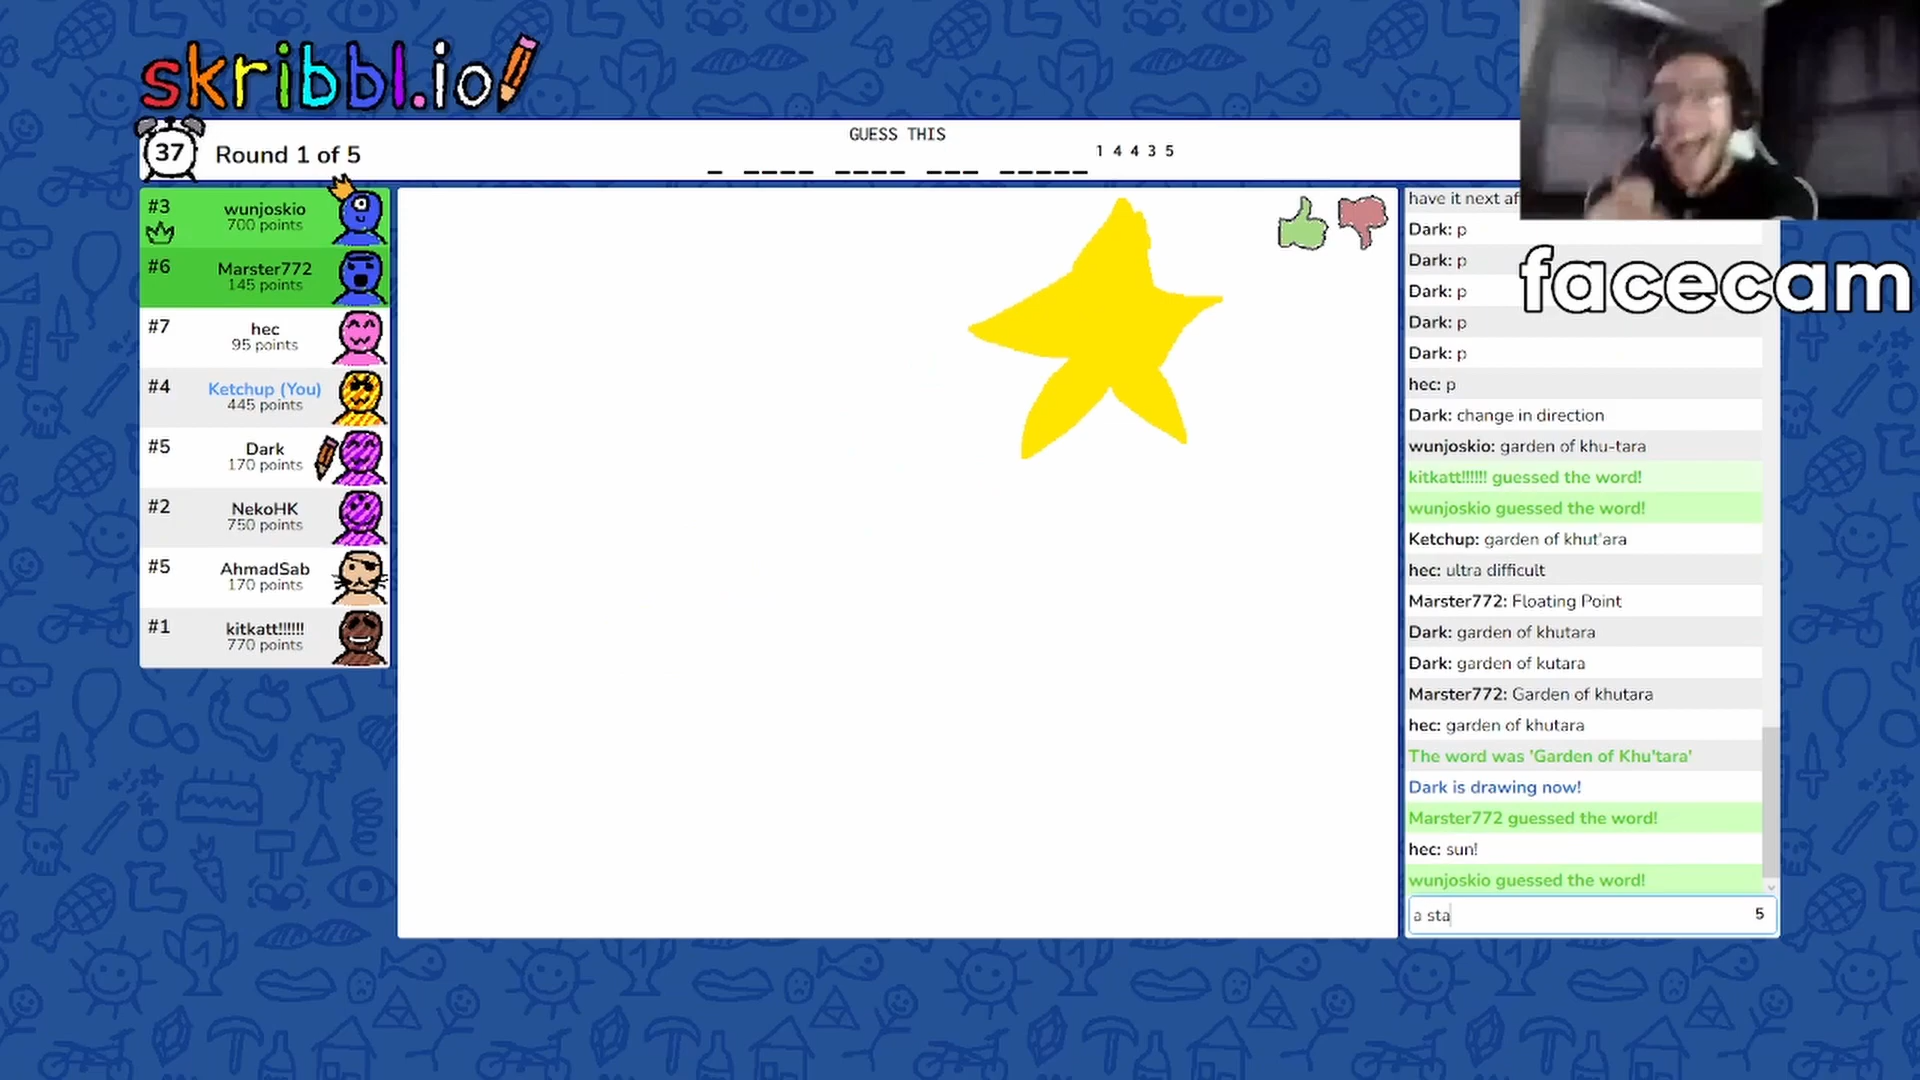 skribbl.io
37
Round 1 of 5
GUESS THIS
_ ____ ____ ___ _____ 1 4 4 3 5
#3 wunjoskio
700 points
#6 Marster772
145 points
#7 hec
95 points
#4 Ketchup (You)
445 points
#5 Dark
170 points
#2 NekoHK
750 points
#5 AhmadSab
170 points
#1 kitkatt!!!!!!
770 points
facecam
have it next af
Dark: p
Dark: p
Dark: p
Dark: p
Dark: p
hec: p
Dark: change in direction
wunjoskio: garden of khu-tara
kitkatt!!!!!! guessed the word!
wunjoskio guessed the word!
Ketchup: garden of khut'ara
hec: ultra difficult
Marster772: Floating Point
Dark: garden of khutara
Dark: garden of kutara
Marster772: Garden of khutara
hec: garden of khutara
The word was 'Garden of Khu'tara'
Dark is drawing now!
Marster772 guessed the word!
hec: sun!
wunjoskio guessed the word!
a sta 5